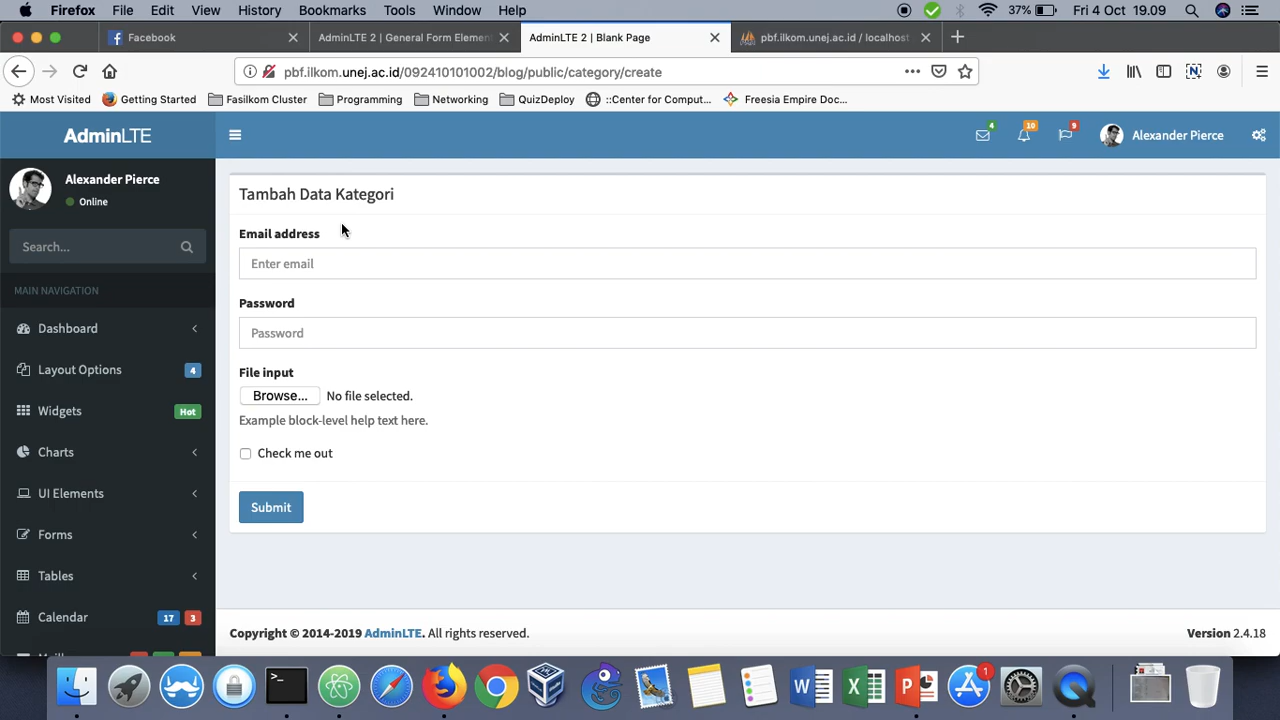 Firefox File Edit View History Bookmarks Tools Window Help 37% Fri 4 Oct 19.09
Facebook AdminLTE 2 | General Form Elemen AdminLTE 2 | Blank Page pbf.ilkom.unej.ac.id / localhost
pbf.ilkom.unej.ac.id/092410101002/blog/public/category/create
Most Visited Getting Started Fasilkom Cluster Programming Networking QuizDeploy ::Center for Comput... Freesia Empire Doc...
AdminLTE 4 10 9 Alexander Pierce
Alexander Pierce
Online
Search...
MAIN NAVIGATION
Dashboard
Layout Options 4
Widgets Hot
Charts
UI Elements
Forms
Tables
Calendar 17 3
Tambah Data Kategori
Email address
Enter email
Password
Password
File input
Browse... No file selected.
Example block-level help text here.
Check me out
Submit
Copyright © 2014-2019 AdminLTE. All rights reserved. Version 2.4.18
1